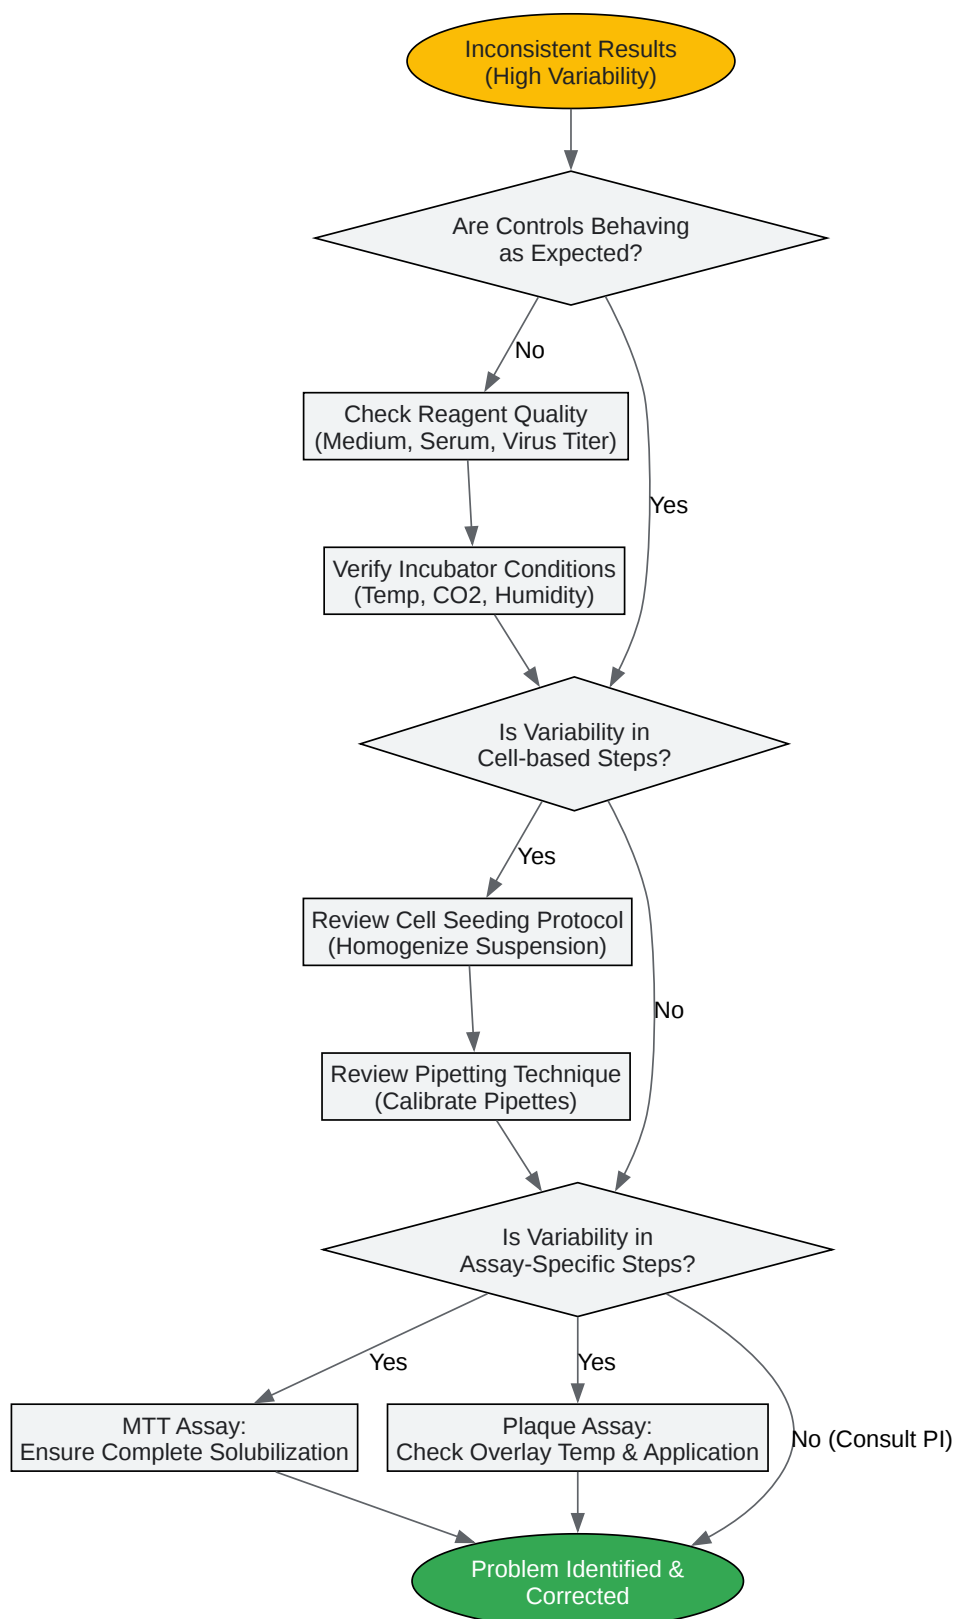 Inconsistent Results
(High Variability)
Are Controls Behaving
as Expected?
No
Check Reagent Quality
(Medium, Serum, Virus Titer)
Yes
Verify Incubator Conditions
(Temp, CO2, Humidity)
Is Variability in
Cell-based Steps?
Yes
Review Cell Seeding Protocol
(Homogenize Suspension)
No
Review Pipetting Technique
(Calibrate Pipettes)
Is Variability in
Assay-Specific Steps?
Yes
Yes
MTT Assay:
Ensure Complete Solubilization
Plaque Assay:
Check Overlay Temp & Application
No (Consult PI)
Problem Identified &
Corrected